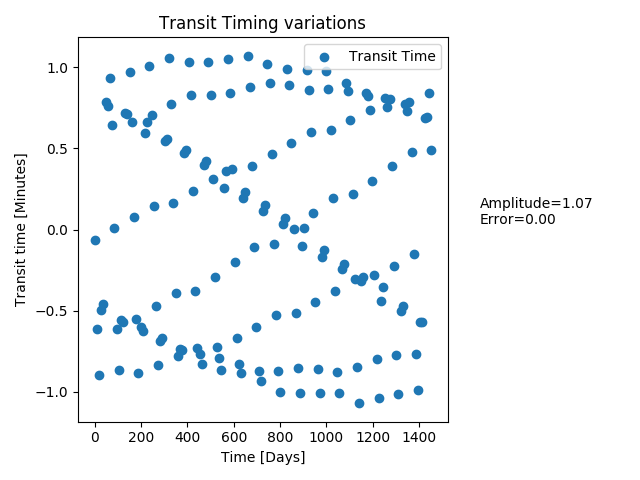 Transit Timing variations
Transit Time
1.0
0.5
0.0
−0.5
−1.0
Transit time [Minutes]
Amplitude=1.07
Error=0.00
0 200 400 600 800 1000 1200 1400
Time [Days]